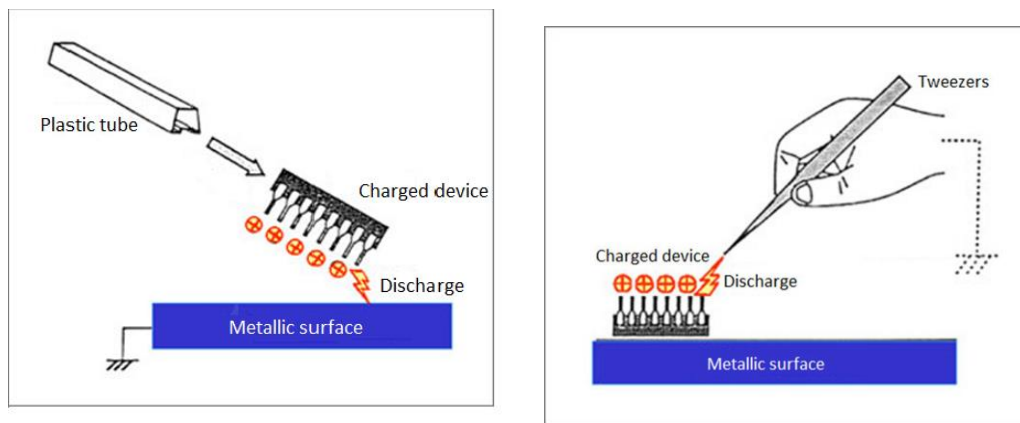 Plastic tube
Charged device
Discharge
Metallic surface
Tweezers
Charged device
Discharge
Metallic surface